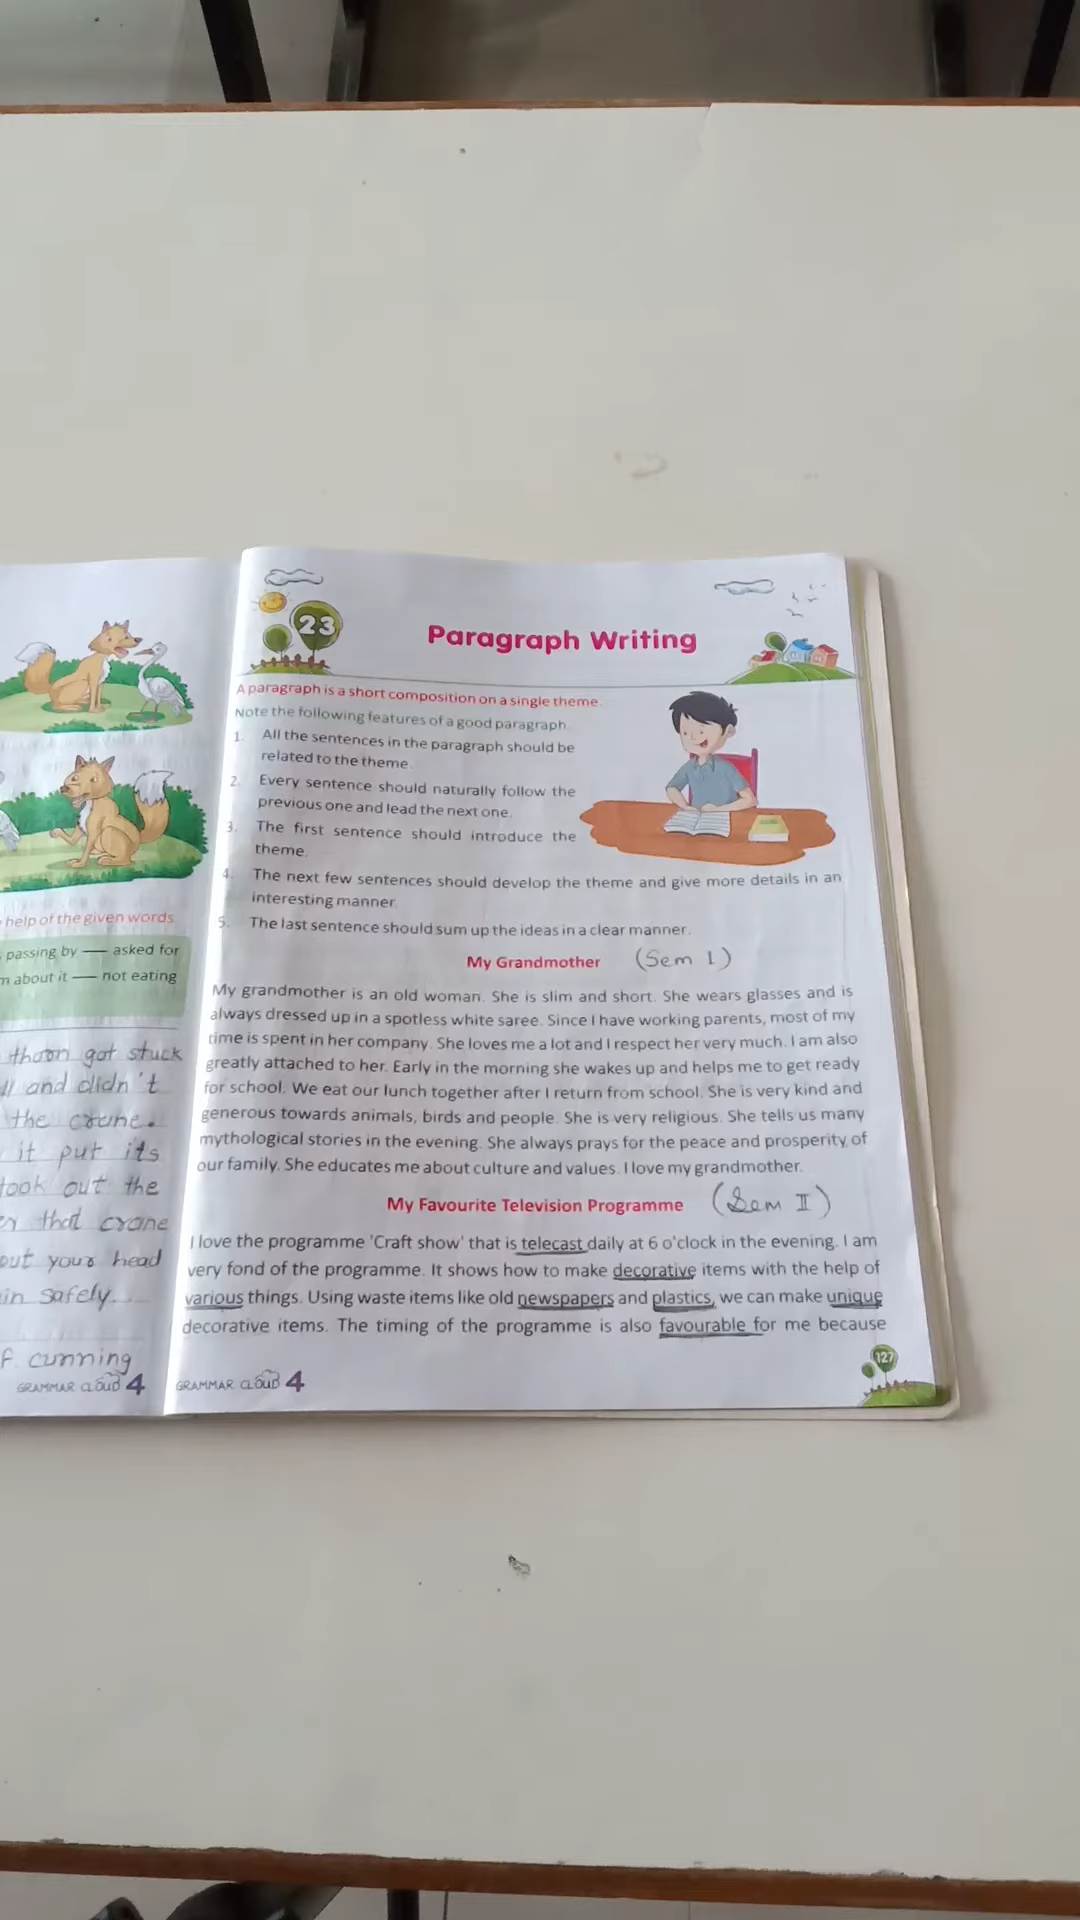 help of the given words
passing by — asked for
about it — not eating
thorn got stuck
and didn't
the crane.
it put its
took out the
that crane
out your head
in safely.
cunning
GRAMMAR CLOUD 4
23
Paragraph Writing
A paragraph is a short composition on a single theme.
Note the following features of a good paragraph.
1. All the sentences in the paragraph should be
related to the theme.
2. Every sentence should naturally follow the
previous one and lead the next one.
3. The first sentence should introduce the
theme.
4. The next few sentences should develop the theme and give more details in an
interesting manner.
5. The last sentence should sum up the ideas in a clear manner.
My Grandmother (Sem I)
My grandmother is an old woman. She is slim and short. She wears glasses and is
always dressed up in a spotless white saree. Since I have working parents, most of my
time is spent in her company. She loves me a lot and I respect her very much. I am also
greatly attached to her. Early in the morning she wakes up and helps me to get ready
for school. We eat our lunch together after I return from school. She is very kind and
generous towards animals, birds and people. She is very religious. She tells us many
mythological stories in the evening. She always prays for the peace and prosperity of
our family. She educates me about culture and values. I love my grandmother.
My Favourite Television Programme (Sem II)
I love the programme 'Craft show' that is telecast daily at 6 o'clock in the evening. I am
very fond of the programme. It shows how to make decorative items with the help of
various things. Using waste items like old newspapers and plastics, we can make unique
decorative items. The timing of the programme is also favourable for me because
GRAMMAR CLOUD 4
127